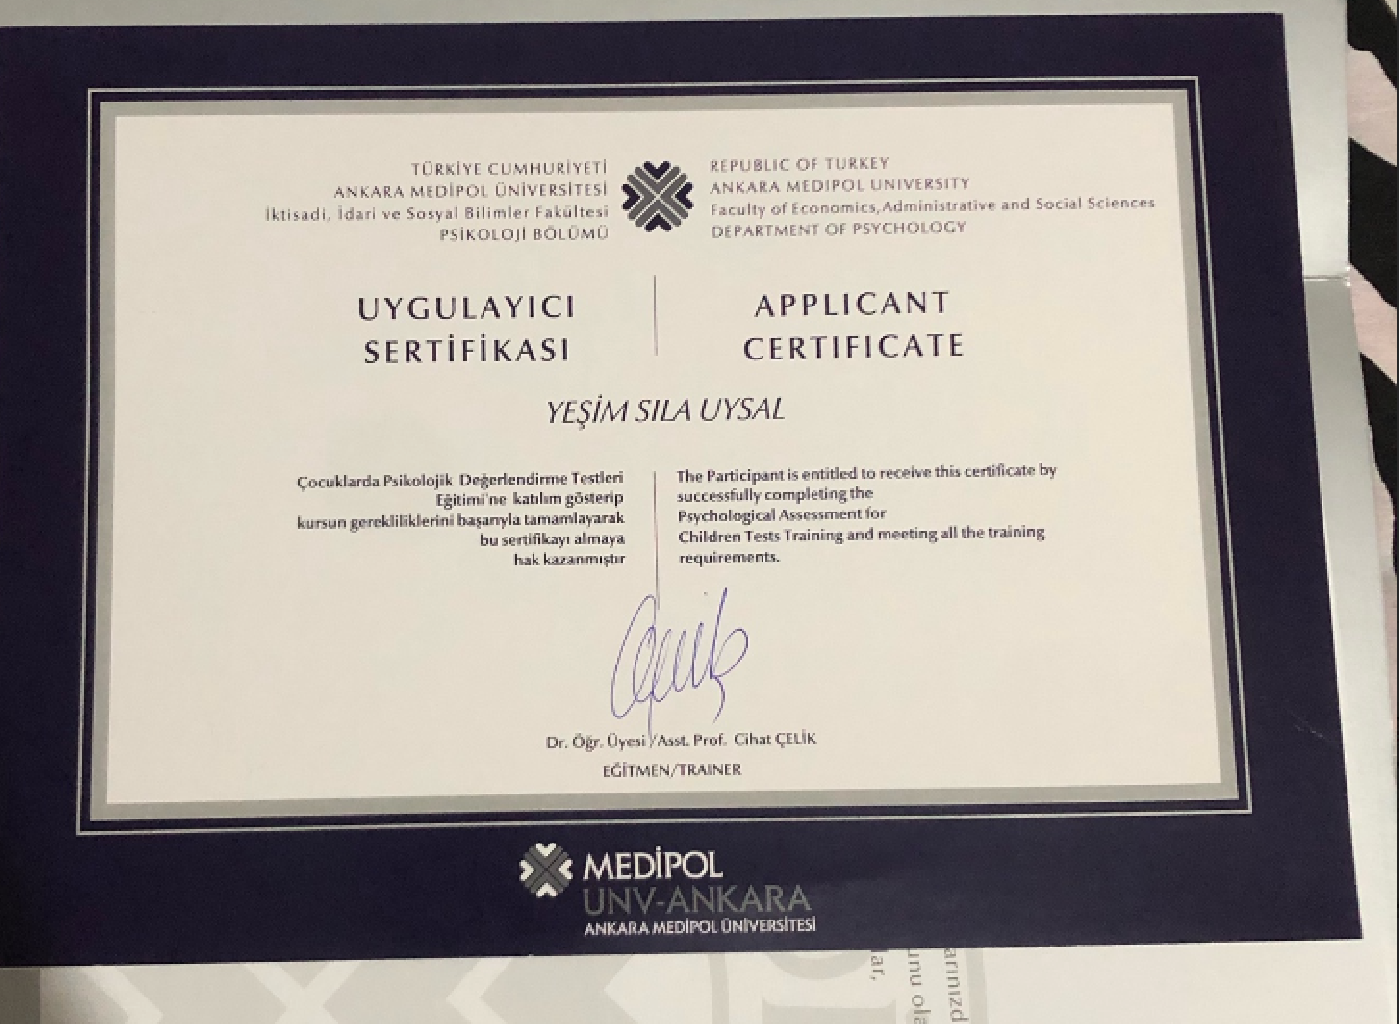 TÜRKİYE CUMHURİYETİ
ANKARA MEDİPOL ÜNİVERSİTESİ
İktisadi, İdari ve Sosyal Bilimler Fakültesi
PSİKOLOJİ BÖLÜMÜ
REPUBLIC OF TURKEY
ANKARA MEDIPOL UNIVERSITY
Faculty of Economics, Administrative and Social Sciences
DEPARTMENT OF PSYCHOLOGY
UYGULAYICI
SERTİFİKASI
APPLICANT
CERTIFICATE
YEŞİM SILA UYSAL
Çocuklarda Psikolojik Değerlendirme Testleri
Eğitimi'ne katılım gösterip
kursun gerekliliklerini başarıyla tamamlayarak
bu sertifikayı almaya
hak kazanmıştır
The Participant is entitled to receive this certificate by
successfully completing the
Psychological Assessment for
Children Tests Training and meeting all the training
requirements.
Dr. Öğr. Üyesi /Asst. Prof. Cihat ÇELİK
EĞİTMEN/TRAINER
MEDİPOL
UNV-ANKARA
ANKARA MEDİPOL ÜNİVERSİTESİ